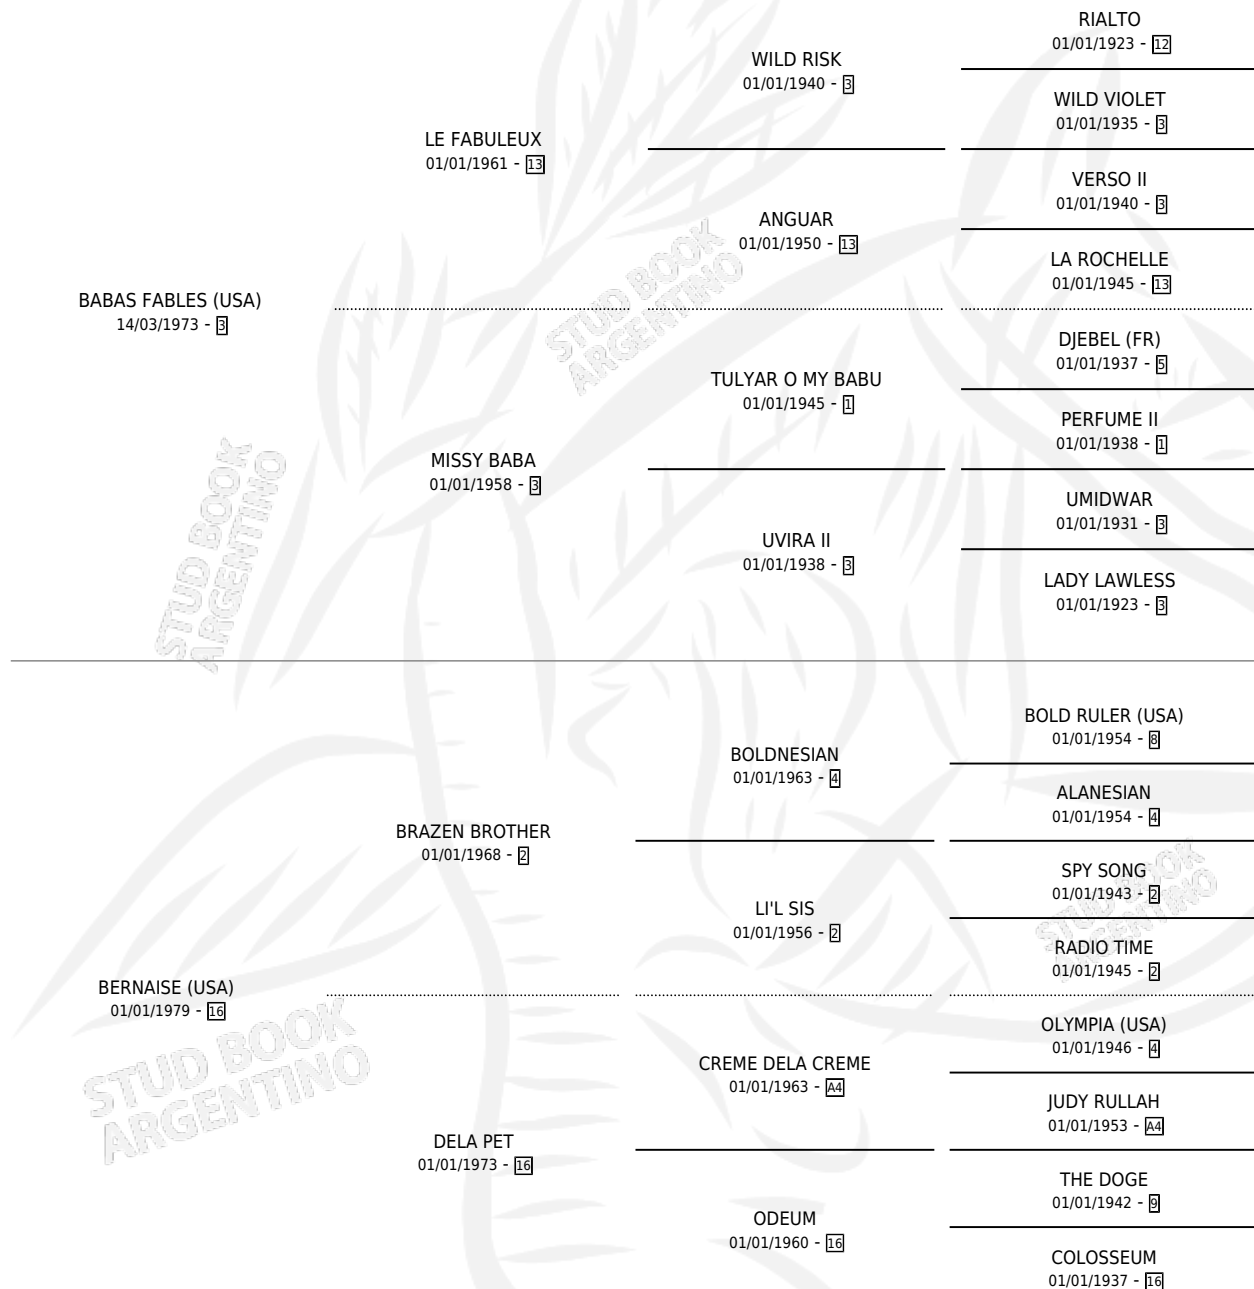 RIALTO
01/01/1923 - 12
WILD RISK
01/01/1940 - 3
WILD VIOLET
01/01/1935 - 3
LE FABULEUX
01/01/1961 - 13
VERSO II
01/01/1940 - 3
ANGUAR
01/01/1950 - 13
LA ROCHELLE
01/01/1945 - 13
BABAS FABLES (USA)
14/03/1973 - 3
DJEBEL (FR)
01/01/1937 - 5
TULYAR O MY BABU
01/01/1945 - 1
PERFUME II
01/01/1938 - 1
MISSY BABA
01/01/1958 - 3
UMIDWAR
01/01/1931 - 3
UVIRA II
01/01/1938 - 3
LADY LAWLESS
01/01/1923 - 3
STUD BOOK
ARGENTINO
STUD BOOK
ARGENTINO
BOLD RULER (USA)
01/01/1954 - 8
BOLDNESIAN
01/01/1963 - 4
ALANESIAN
01/01/1954 - 4
BRAZEN BROTHER
01/01/1968 - 2
SPY SONG
01/01/1943 - 2
LI'L SIS
01/01/1956 - 2
RADIO TIME
01/01/1945 - 2
STUD BOOK
ARGENTINO
BERNAISE (USA)
01/01/1979 - 16
OLYMPIA (USA)
01/01/1946 - 4
CREME DELA CREME
01/01/1963 - A4
JUDY RULLAH
01/01/1953 - A4
STUD BOOK
ARGENTINO
DELA PET
01/01/1973 - 16
THE DOGE
01/01/1942 - 9
ODEUM
01/01/1960 - 16
COLOSSEUM
01/01/1937 - 16